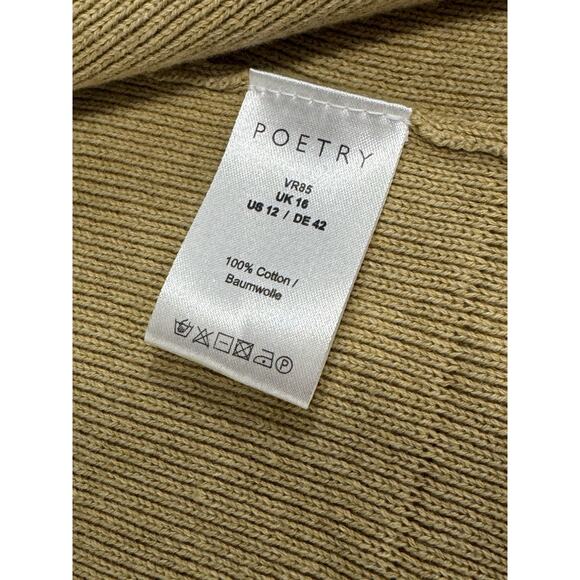 POETRY
VR85
UK 16
US 12 / DE 42
100% Cotton /
Baumwolle
P